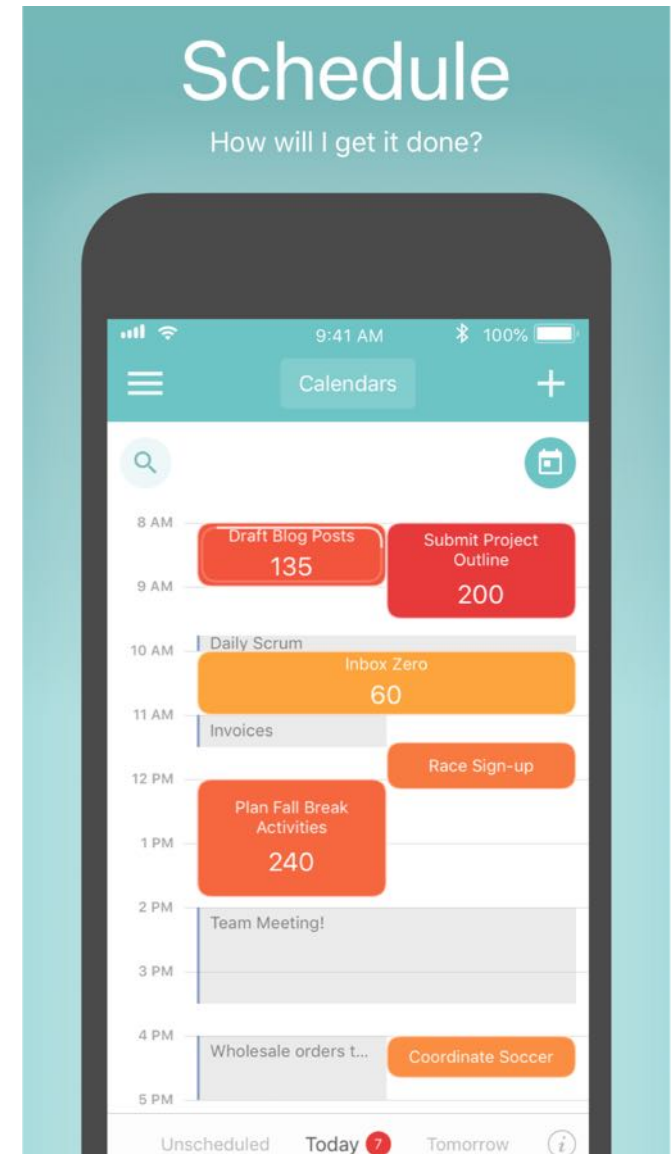 Schedule
How will I get it done?
9:41 AM
100%
Calendars
8 AM
Draft Blog Posts
135
Submit Project
Outline
200
9 AM
10 AM
Daily Scrum
Inbox Zero
60
11 AM
Invoices
Race Sign-up
12 PM
Plan Fall Break
Activities
240
1 PM
2 PM
Team Meeting!
3 PM
4 PM
Wholesale orders t...
Coordinate Soccer
5 PM
Unscheduled Today 7 Tomorrow i